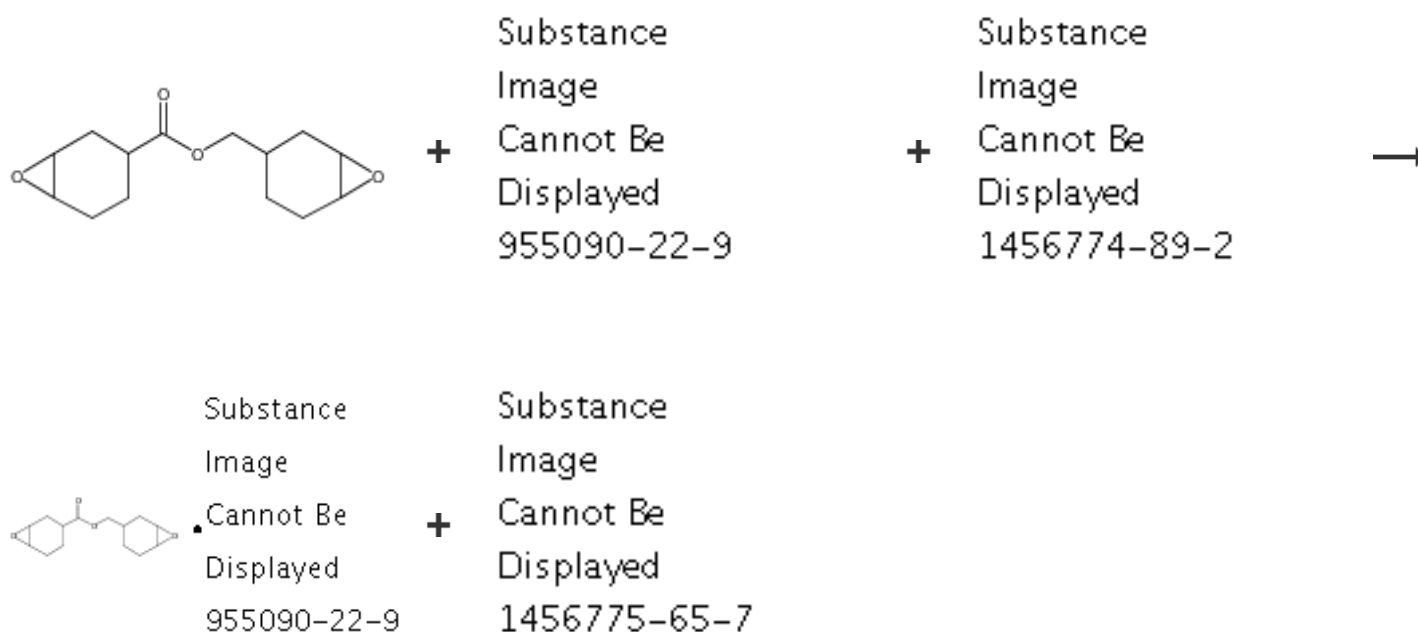 O
O
O
O
+
Substance
Image
Cannot Be
Displayed
955090-22-9
+
Substance
Image
Cannot Be
Displayed
1456774-89-2
O
O
O
O
Substance
Image
Cannot Be
Displayed
955090-22-9
+
Substance
Image
Cannot Be
Displayed
1456775-65-7